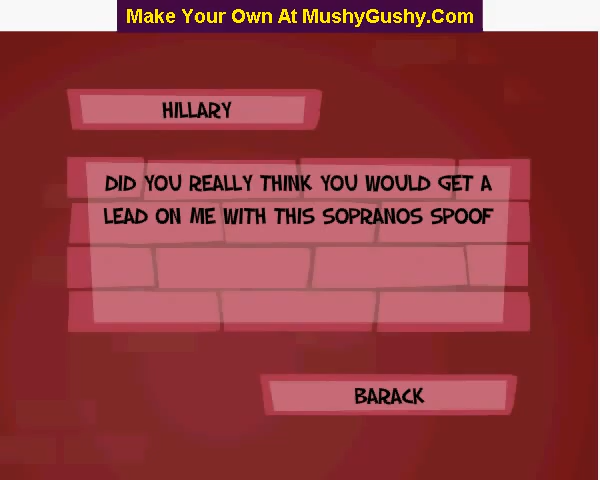 Make Your Own At MushyGushy.Com
HILLARY
DID YOU REALLY THINK YOU WOULD GET A
LEAD ON ME WITH THIS SOPRANOS SPOOF
BARACK